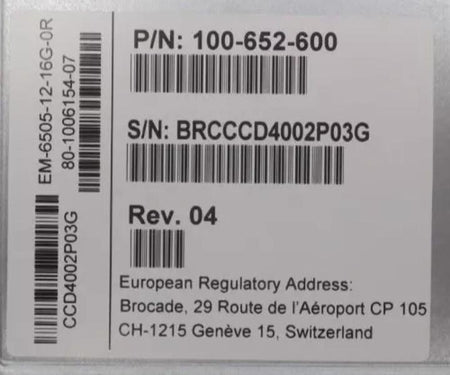 P/N: 100-652-600
S/N: BRCCCD4002P03G
Rev. 04
European Regulatory Address:
Brocade, 29 Route de l'Aéroport CP 105
CH-1215 Genève 15, Switzerland
EM-6505-12-16G-0R
80-1006154-07
CCD4002P03G